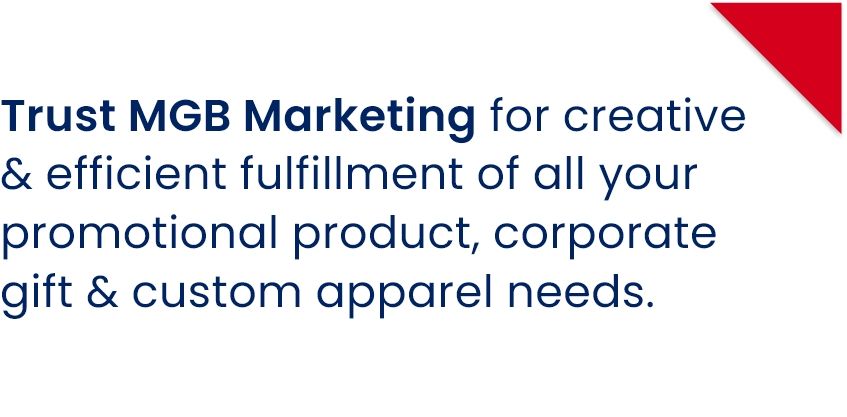 Trust MGB Marketing for creative
& efficient fulfillment of all your
promotional product, corporate
gift & custom apparel needs.